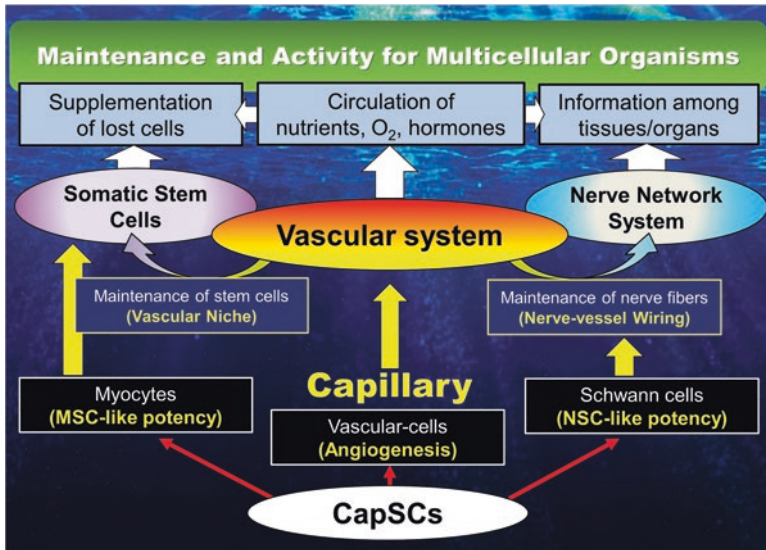 Maintenance and Activity for Multicellular Organisms
Supplementation
of lost cells
Circulation of
nutrients, O₂, hormones
Information among
tissues/organs
Somatic Stem
Cells
Vascular system
Nerve Network
System
Maintenance of stem cells
(Vascular Niche)
Maintenance of nerve fibers
(Nerve-vessel Wiring)
Myocytes
(MSC-like potency)
Capillary
Vascular-cells
(Angiogenesis)
Schwann cells
(NSC-like potency)
CapSCs